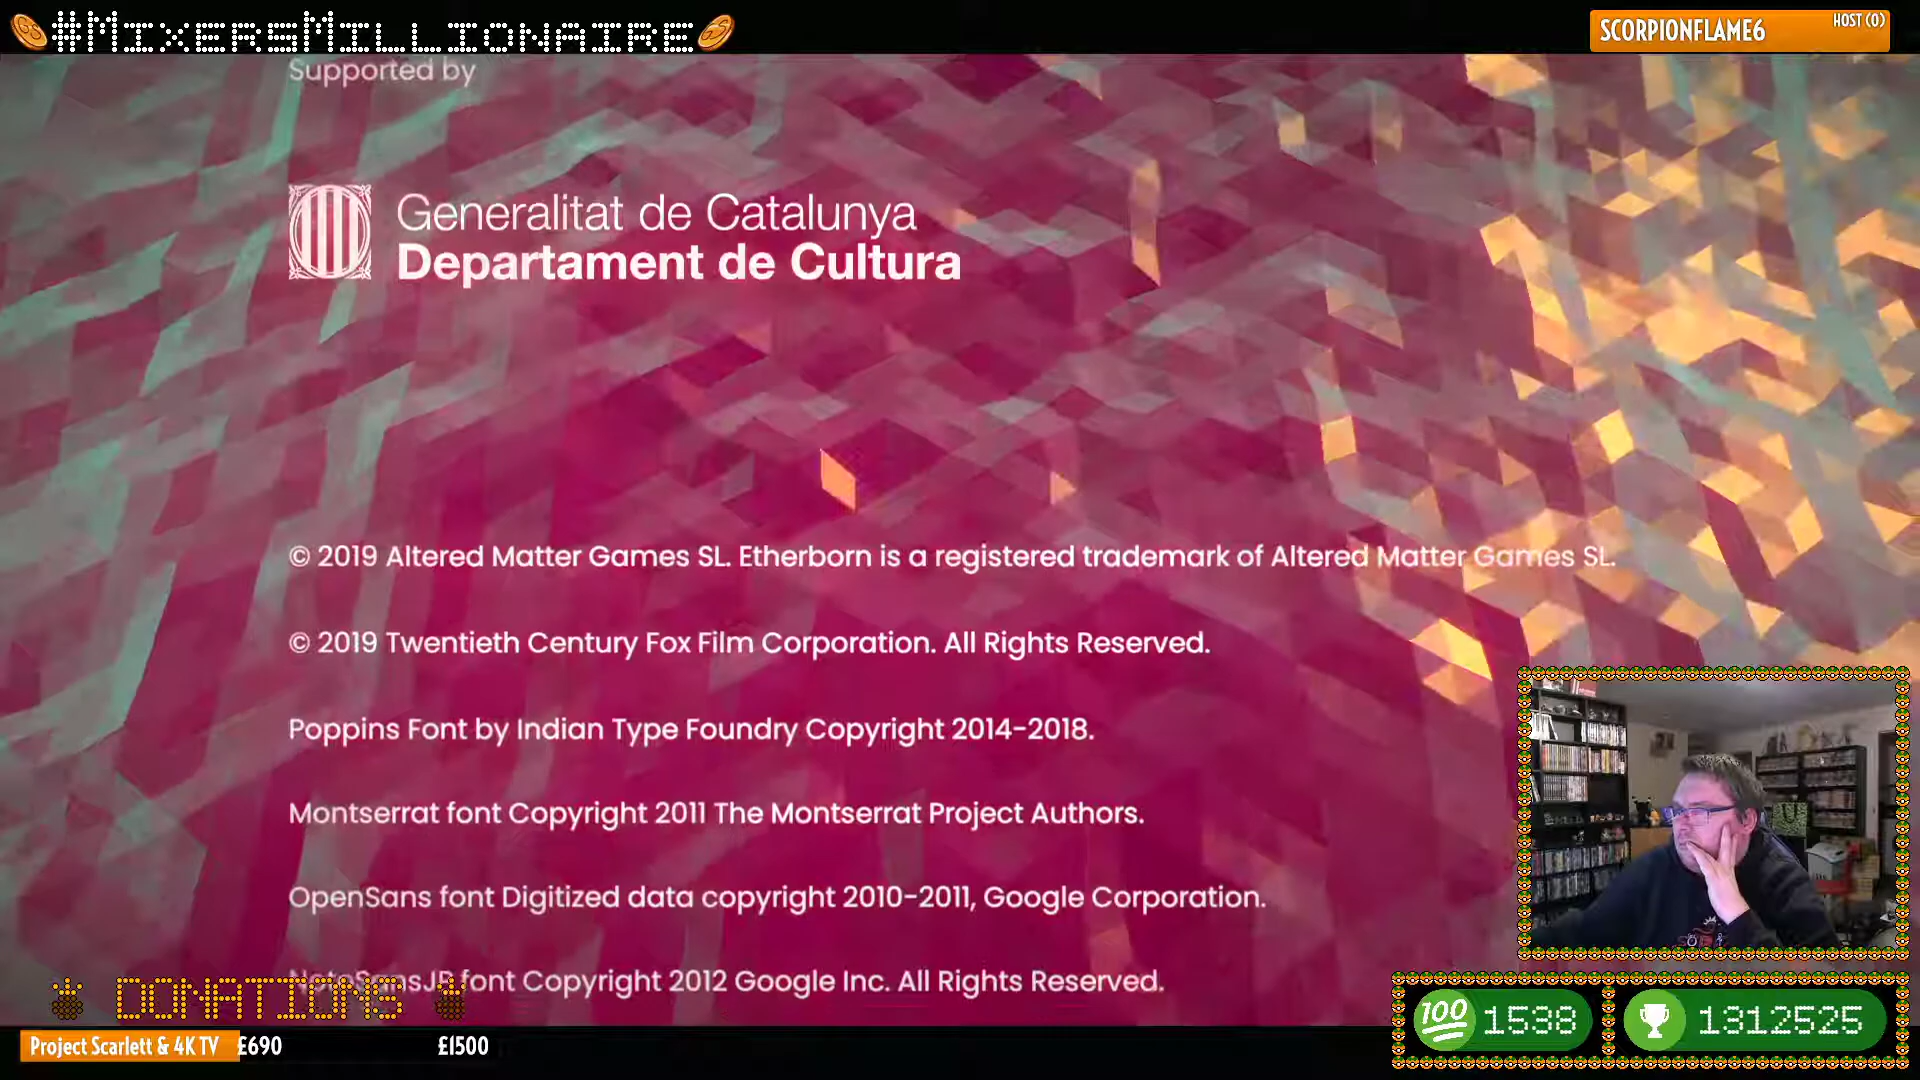 #MixersMillionaire
SCORPIONFLAME6
HOST (0)
Supported by
Generalitat de Catalunya
Departament de Cultura
© 2019 Altered Matter Games SL. Etherborn is a registered trademark of Altered Matter Games SL.
© 2019 Twentieth Century Fox Film Corporation. All Rights Reserved.
Poppins Font by Indian Type Foundry Copyright 2014-2018.
Montserrat font Copyright 2011 The Montserrat Project Authors.
OpenSans font Digitized data copyright 2010-2011, Google Corporation.
NotoSansJP font Copyright 2012 Google Inc. All Rights Reserved.
DONATIONS
Project Scarlett & 4K TV £690 £1500
100 1538
1312525